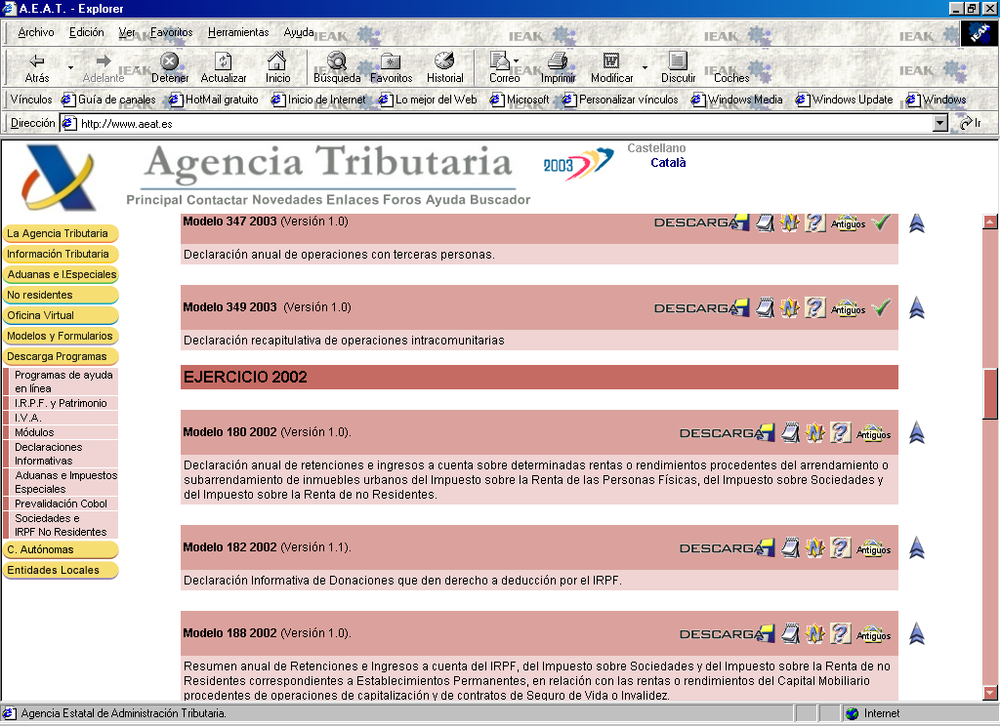 A.E.A.T. - Explorer
Archivo Edición Ver Favoritos Herramientas Ayuda
IEAK IEAK IEAK IEAK IEAK
Atrás Adelante Detener Actualizar Inicio Búsqueda Favoritos Historial Correo Imprimir Modificar Discutir Coches
Vínculos Guía de canales HotMail gratuito Inicio de Internet Lo mejor del Web Microsoft Personalizar vínculos Windows Media Windows Update Windows
Dirección http://www.aeat.es Ir
Agencia Tributaria 2003 Castellano
Català
Principal Contactar Novedades Enlaces Foros Ayuda Buscador
La Agencia Tributaria
Información Tributaria
Aduanas e I.Especiales
No residentes
Oficina Virtual
Modelos y Formularios
Descarga Programas
Programas de ayuda
en línea
I.R.P.F. y Patrimonio
I.V.A.
Módulos
Declaraciones
Informativas
Aduanas e Impuestos
Especiales
Prevalidación Cobol
Sociedades e
IRPF No Residentes
C. Autónomas
Entidades Locales
Modelo 347 2003 (Versión 1.0) DESCARGA Antiguos
Declaración anual de operaciones con terceras personas.
Modelo 349 2003 (Versión 1.0) DESCARGA Antiguos
Declaración recapitulativa de operaciones intracomunitarias
EJERCICIO 2002
Modelo 180 2002 (Versión 1.0). DESCARGA Antiguos
Declaración anual de retenciones e ingresos a cuenta sobre determinadas rentas o rendimientos procedentes del arrendamiento o
subarrendamiento de inmuebles urbanos del Impuesto sobre la Renta de las Personas Físicas, del Impuesto sobre Sociedades y
del Impuesto sobre la Renta de no Residentes.
Modelo 182 2002 (Versión 1.1). DESCARGA Antiguos
Declaración Informativa de Donaciones que den derecho a deducción por el IRPF.
Modelo 188 2002 (Versión 1.0). DESCARGA Antiguos
Resumen anual de Retenciones e Ingresos a cuenta del IRPF, del Impuesto sobre Sociedades y del Impuesto sobre la Renta de no
Residentes correspondientes a Establecimientos Permanentes, en relación con las rentas o rendimientos del Capital Mobiliario
procedentes de operaciones de capitalización y de contratos de Seguro de Vida o Invalidez.
Agencia Estatal de Administración Tributaria. Internet